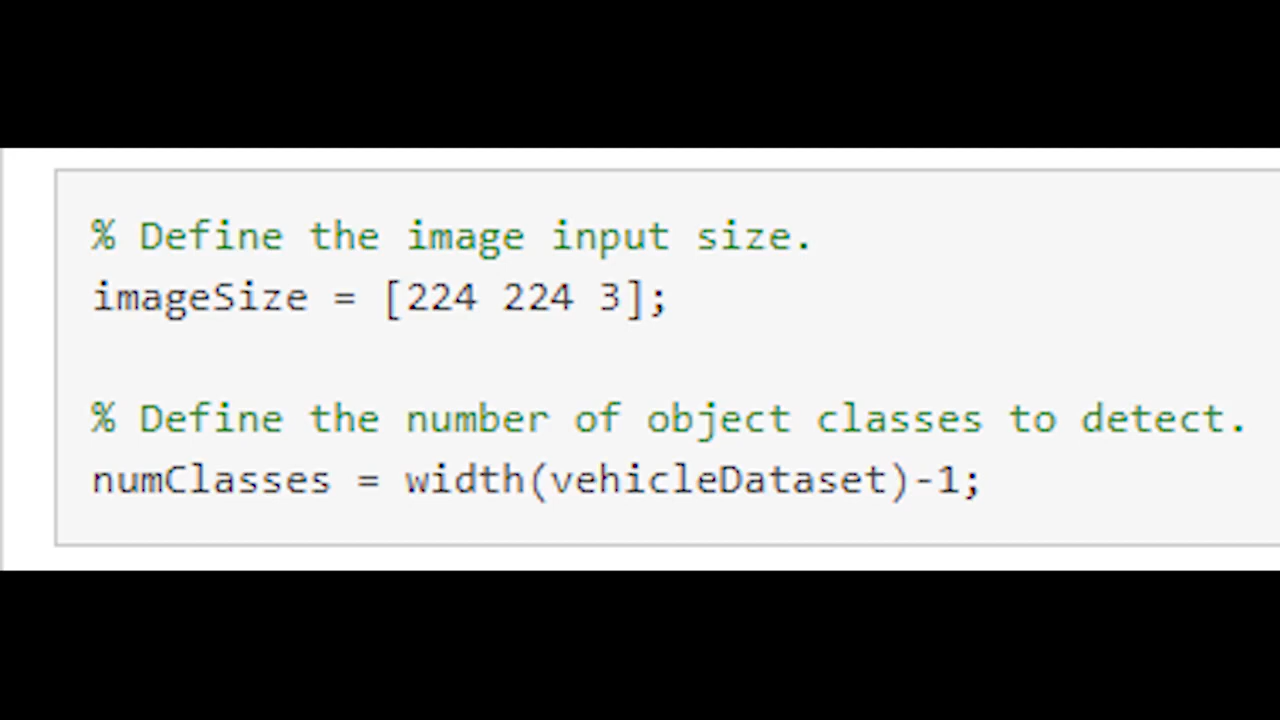 % Define the image input size.
imageSize = [224 224 3];
% Define the number of object classes to detect.
numClasses = width(vehicleDataset)-1;